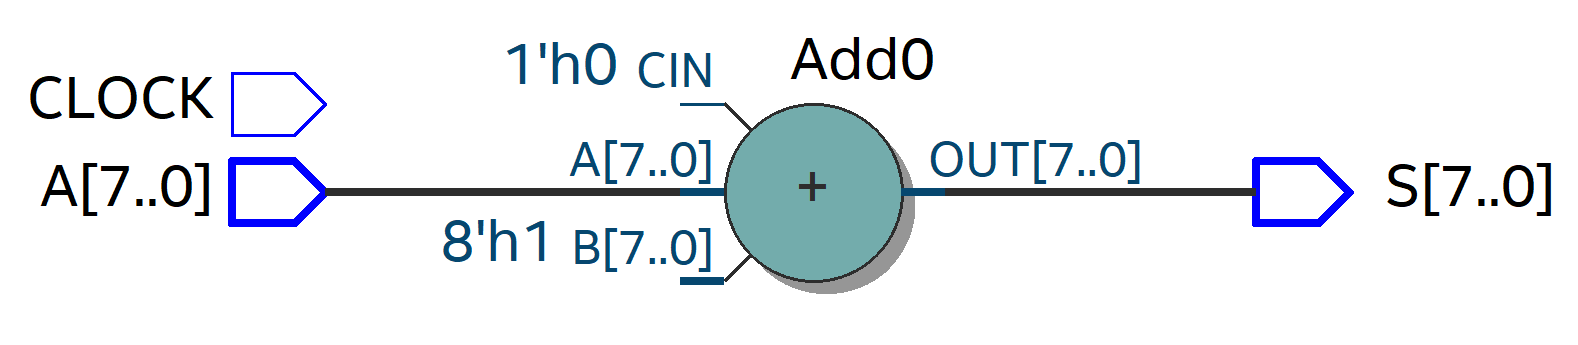 1'h0 CIN
Add0
CLOCK
A[7..0]
A[7..0]
OUT[7..0]
S[7..0]
+
8'h1 B[7..0]